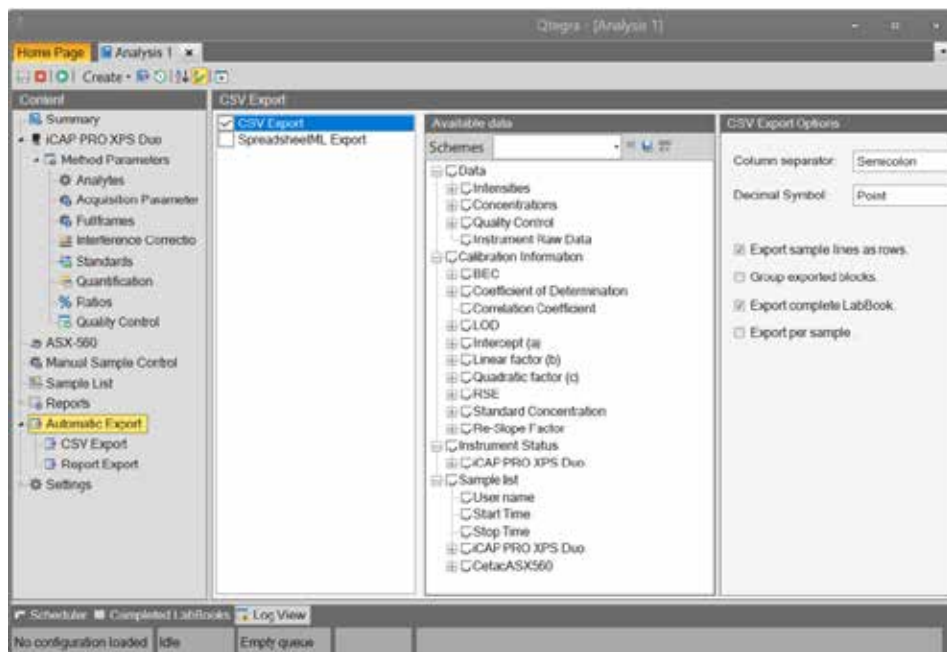 Qtegra - [Analysis 1]
Home Page
Analysis 1
Create
Content
CSV Export
Summary
iCAP PRO XPS Duo
Method Parameters
Analytes
Acquisition Parameter
Fullframes
Interference Correctio
Standards
Quantification
Ratios
Quality Control
ASX-560
Manual Sample Control
Sample List
Reports
Automatic Export
CSV Export
Report Export
Settings
CSV Export
SpreadsheetML Export
Available data
Schemes
Data
Intensities
Concentrations
Quality Control
Instrument Raw Data
Calibration Information
BEC
Coefficient of Determination
Correlation Coefficient
LOD
Intercept (a)
Linear factor (b)
Quadratic factor (c)
RSE
Standard Concentration
Re-Slope Factor
Instrument Status
iCAP PRO XPS Duo
Sample list
User name
Start Time
Stop Time
iCAP PRO XPS Duo
CetacASX560
CSV Export Options
Column separator: Semicolon
Decimal Symbol: Point
Export sample lines as rows.
Group exported blocks.
Export complete LabBook.
Export per sample
Scheduler
Completed LabBooks
Log View
No configuration loaded
Idle
Empty queue